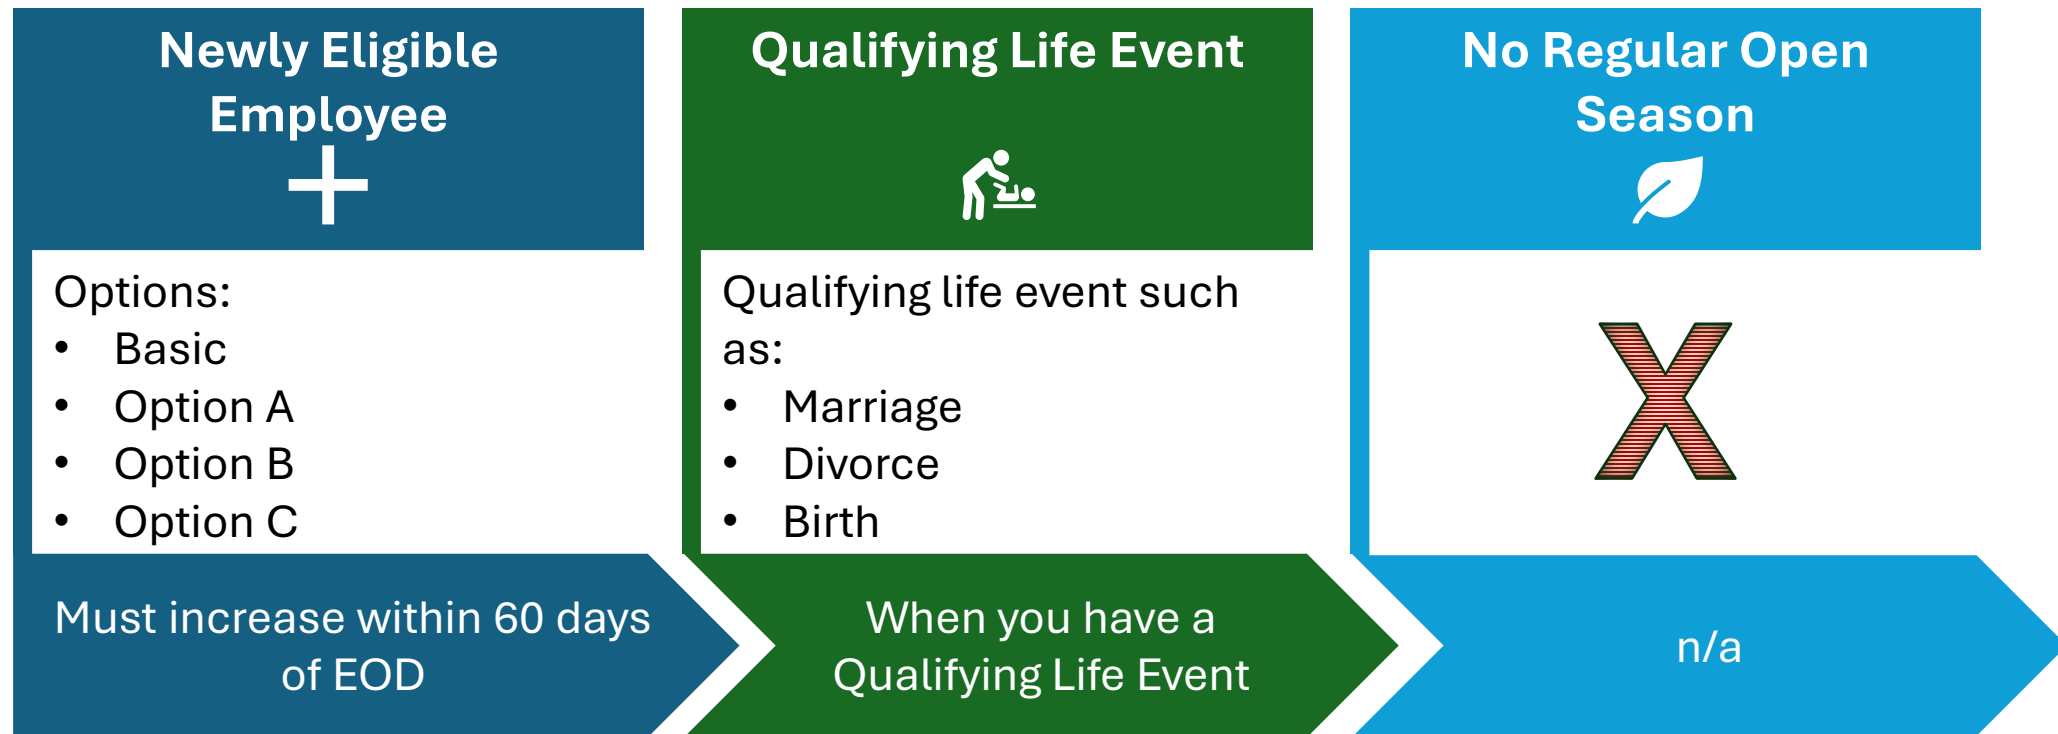 Newly Eligible
Employee
Options:
• Basic
• Option A
• Option B
• Option C
Must increase within 60 days
of EOD
Qualifying Life Event
Qualifying life event such
as:
• Marriage
• Divorce
• Birth
When you have a
Qualifying Life Event
No Regular Open
Season
X
n/a